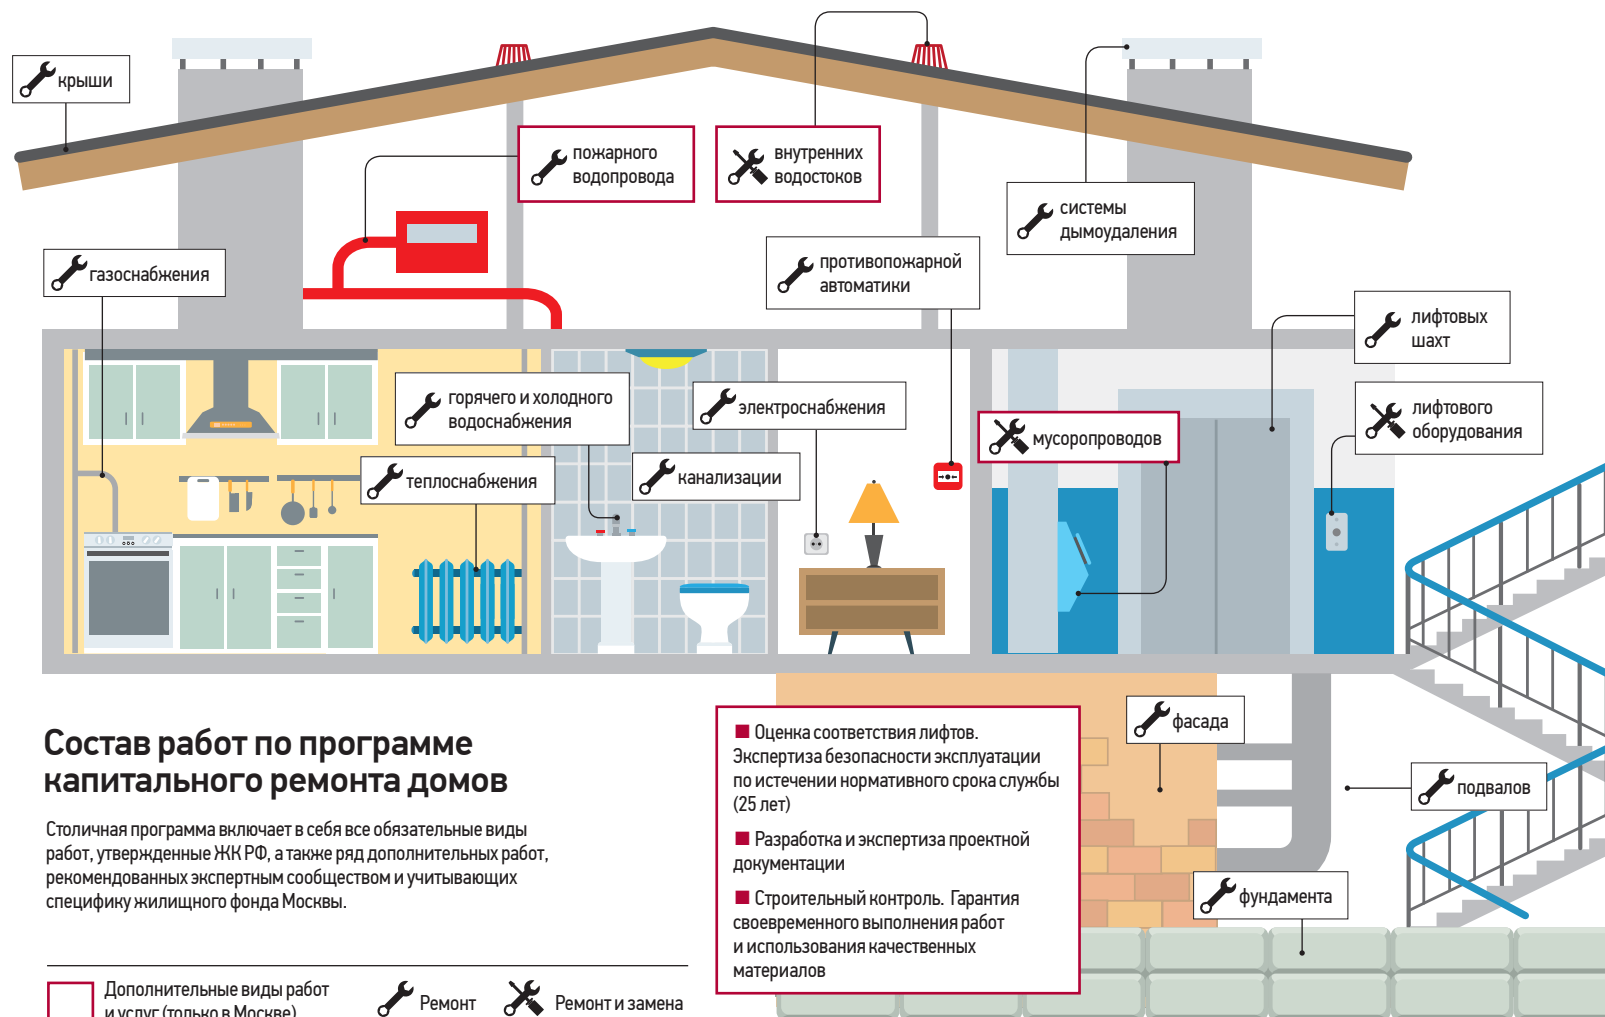 крыши
пожарного
водопровода
внутренних
водостоков
системы
дымоудаления
газоснабжения
противопожарной
автоматики
лифтовых
шахт
горячего и холодного
водоснабжения
электроснабжения
мусоропроводов
лифтового
оборудования
теплоснабжения
канализации
фасада
подвалов
фундамента
Состав работ по программе
капитального ремонта домов
Столичная программа включает в себя все обязательные виды
работ, утвержденные ЖК РФ, а также ряд дополнительных работ,
рекомендованных экспертным сообществом и учитывающих
специфику жилищного фонда Москвы.
Оценка соответствия лифтов.
Экспертиза безопасности эксплуатации
по истечении нормативного срока службы
(25 лет)
Разработка и экспертиза проектной
документации
Строительный контроль. Гарантия
своевременного выполнения работ
и использования качественных
материалов
Дополнительные виды работ
и услуг (только в Москве)
Ремонт
Ремонт и замена